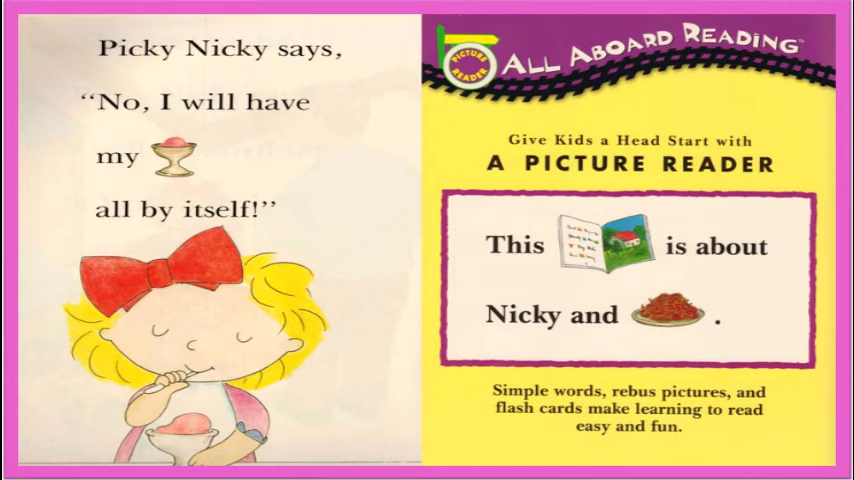 Picky Nicky says,
“No, I will have
my
all by itself!”
ALL ABOARD READING™
PICTURE
READER
Give Kids a Head Start with
A PICTURE READER
This is about
Nicky and .
Simple words, rebus pictures, and
flash cards make learning to read
easy and fun.